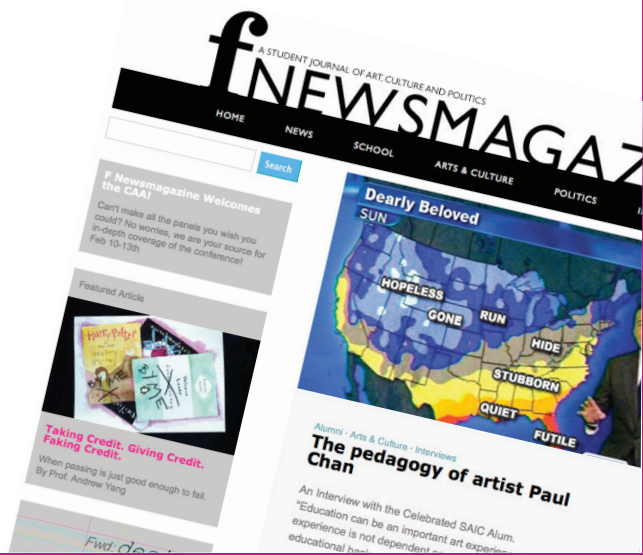 A STUDENT JOURNAL OF ART, CULTURE AND POLITICS
fNEWSMAGAZ
HOME NEWS SCHOOL ARTS & CULTURE POLITICS
Search
F Newsmagazine Welcomes
the CAA!
Can't make all the panels you wish you
could? No worries, we are your source for
in-depth coverage of the conference!
Feb 10-13th
Featured Article
Harry Potter
Taking Credit. Giving Credit.
Faking Credit.
When passing is just good enough to fail.
By Prof. Andrew Yang
Fwd:
Dearly Beloved
SUN
HOPELESS
GONE
RUN
HIDE
STUBBORN
QUIET
FUTILE
Alumni · Arts & Culture · Interviews
The pedagogy of artist Paul
Chan
An Interview with the Celebrated SAIC Alum.
"Education can be an important art
experience is not dependent
educational